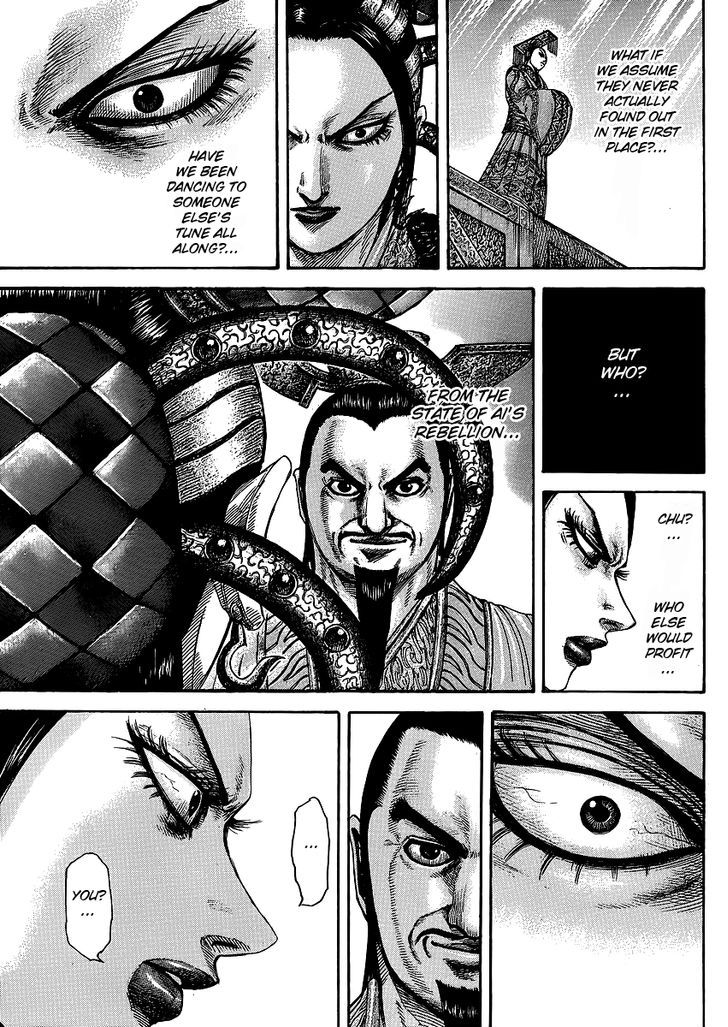 WHAT IF
WE ASSUME
THEY NEVER
ACTUALLY
FOUND OUT
IN THE FIRST
PLACE?...
HAVE
WE BEEN
DANCING TO
SOMEONE
ELSE'S
TUNE ALL
ALONG?...
BUT
WHO?
...
FROM THE
STATE OF AI'S
REBELLION...
CHU?
...
WHO
ELSE
WOULD
PROFIT
...
...
YOU?
...